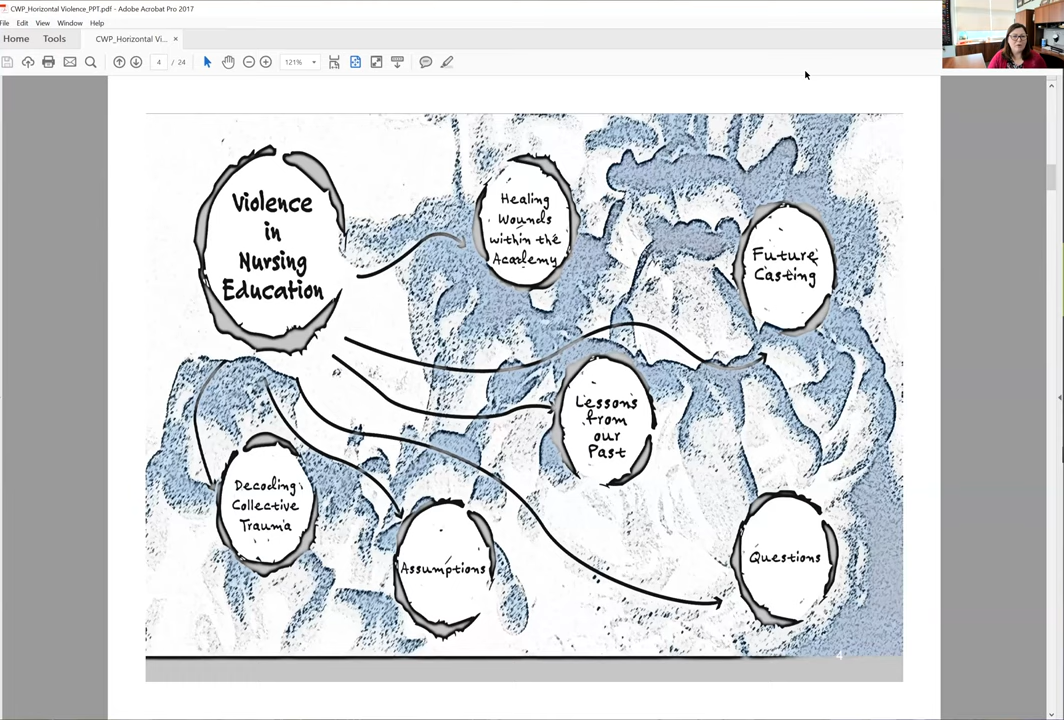 CWP_Horizontal Violence_PPT.pdf - Adobe Acrobat Pro 2017
File Edit View Window Help
Home Tools CWP_Horizontal Vi... ×
4 / 24 121%
Violence
in
Nursing
Education
Healing
Wounds
within the
Academy
Future
Casting
Lessons
from
our
Past
Decoding
Collective
Trauma
Assumptions
Questions
4